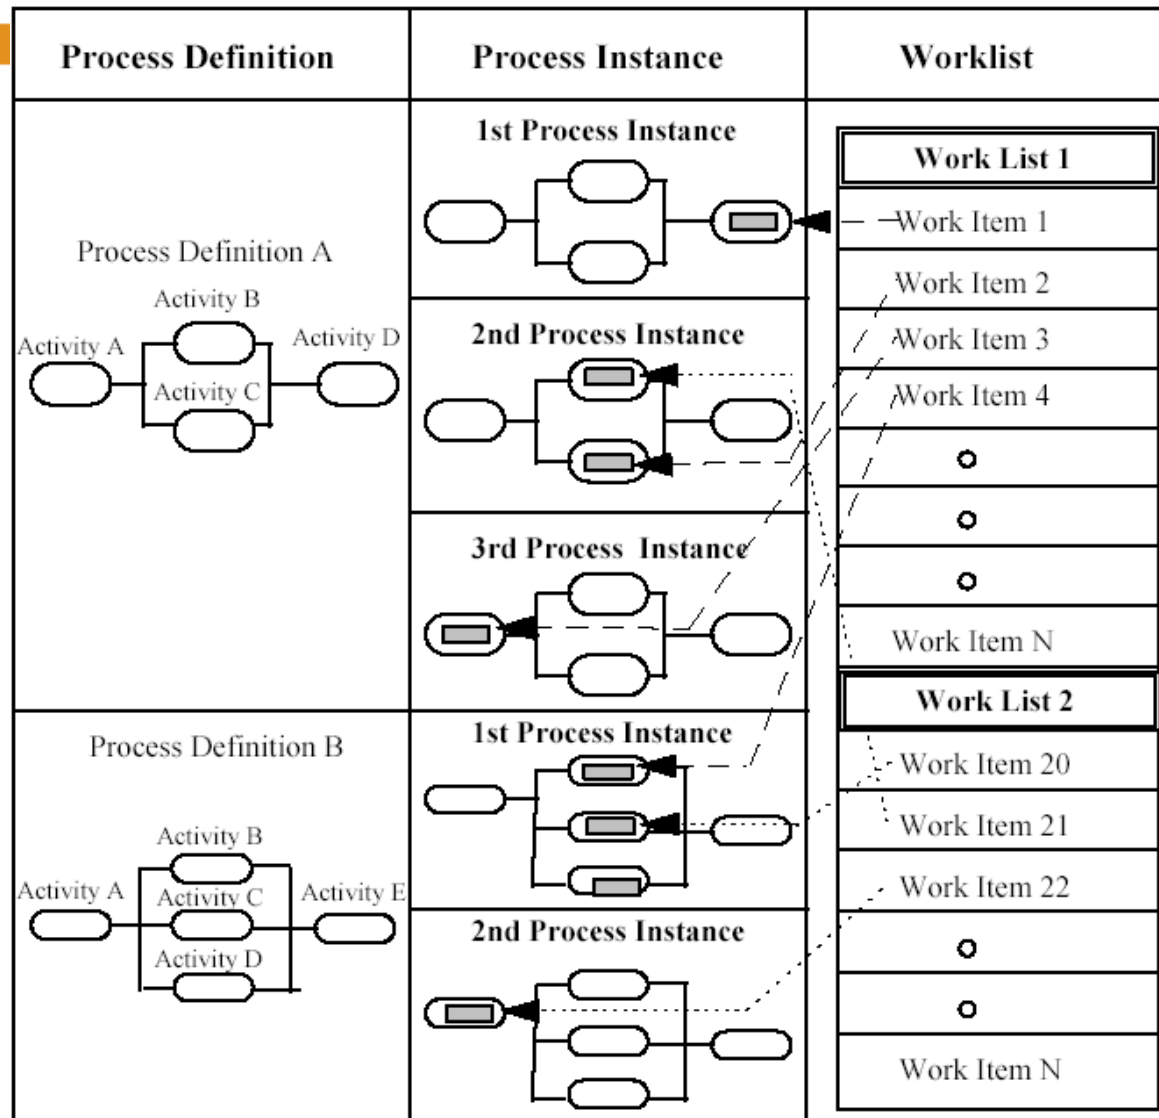 Process Definition
Process Instance
Worklist
Process Definition A
Activity A
Activity B
Activity C
Activity D
1st Process Instance
2nd Process Instance
3rd Process Instance
Process Definition B
Activity A
Activity B
Activity C
Activity D
Activity E
1st Process Instance
2nd Process Instance
Work List 1
Work Item 1
Work Item 2
Work Item 3
Work Item 4
Work Item N
Work List 2
Work Item 20
Work Item 21
Work Item 22
Work Item N